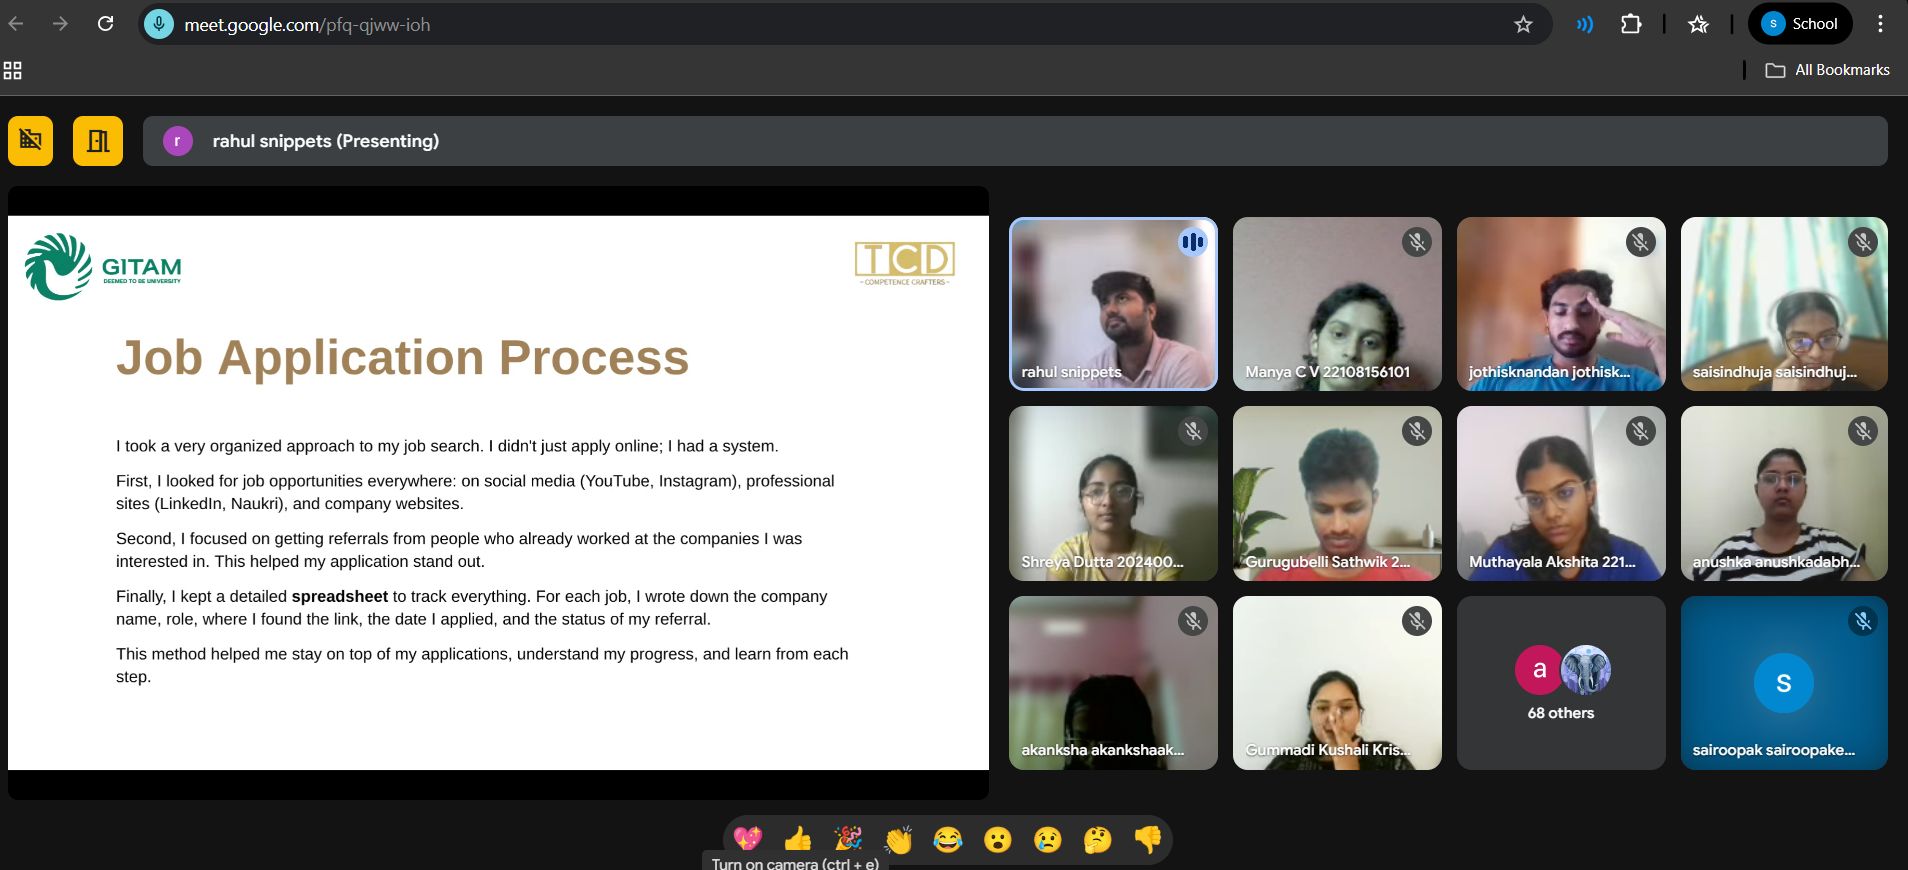 meet.google.com/pfq-qjww-ioh
School
All Bookmarks
r
rahul snippets (Presenting)
GITAM
DEEMED TO BE UNIVERSITY
TCD
- COMPETENCE CRAFTERS -
Job Application Process
I took a very organized approach to my job search. I didn't just apply online; I had a system.
First, I looked for job opportunities everywhere: on social media (YouTube, Instagram), professional
sites (LinkedIn, Naukri), and company websites.
Second, I focused on getting referrals from people who already worked at the companies I was
interested in. This helped my application stand out.
Finally, I kept a detailed spreadsheet to track everything. For each job, I wrote down the company
name, role, where I found the link, the date I applied, and the status of my referral.
This method helped me stay on top of my applications, understand my progress, and learn from each
step.
rahul snippets
Manya C V 22108156101
jothisknandan jothisk...
saisindhuja saisindhuj...
Shreya Dutta 202400...
Gurugubelli Sathwik 2...
Muthayala Akshita 221...
anushka anushkadabh...
akanksha akankshaak...
Gummadi Kushali Kris...
a
68 others
s
sairoopak sairoopake...
Turn on camera (ctrl + e)